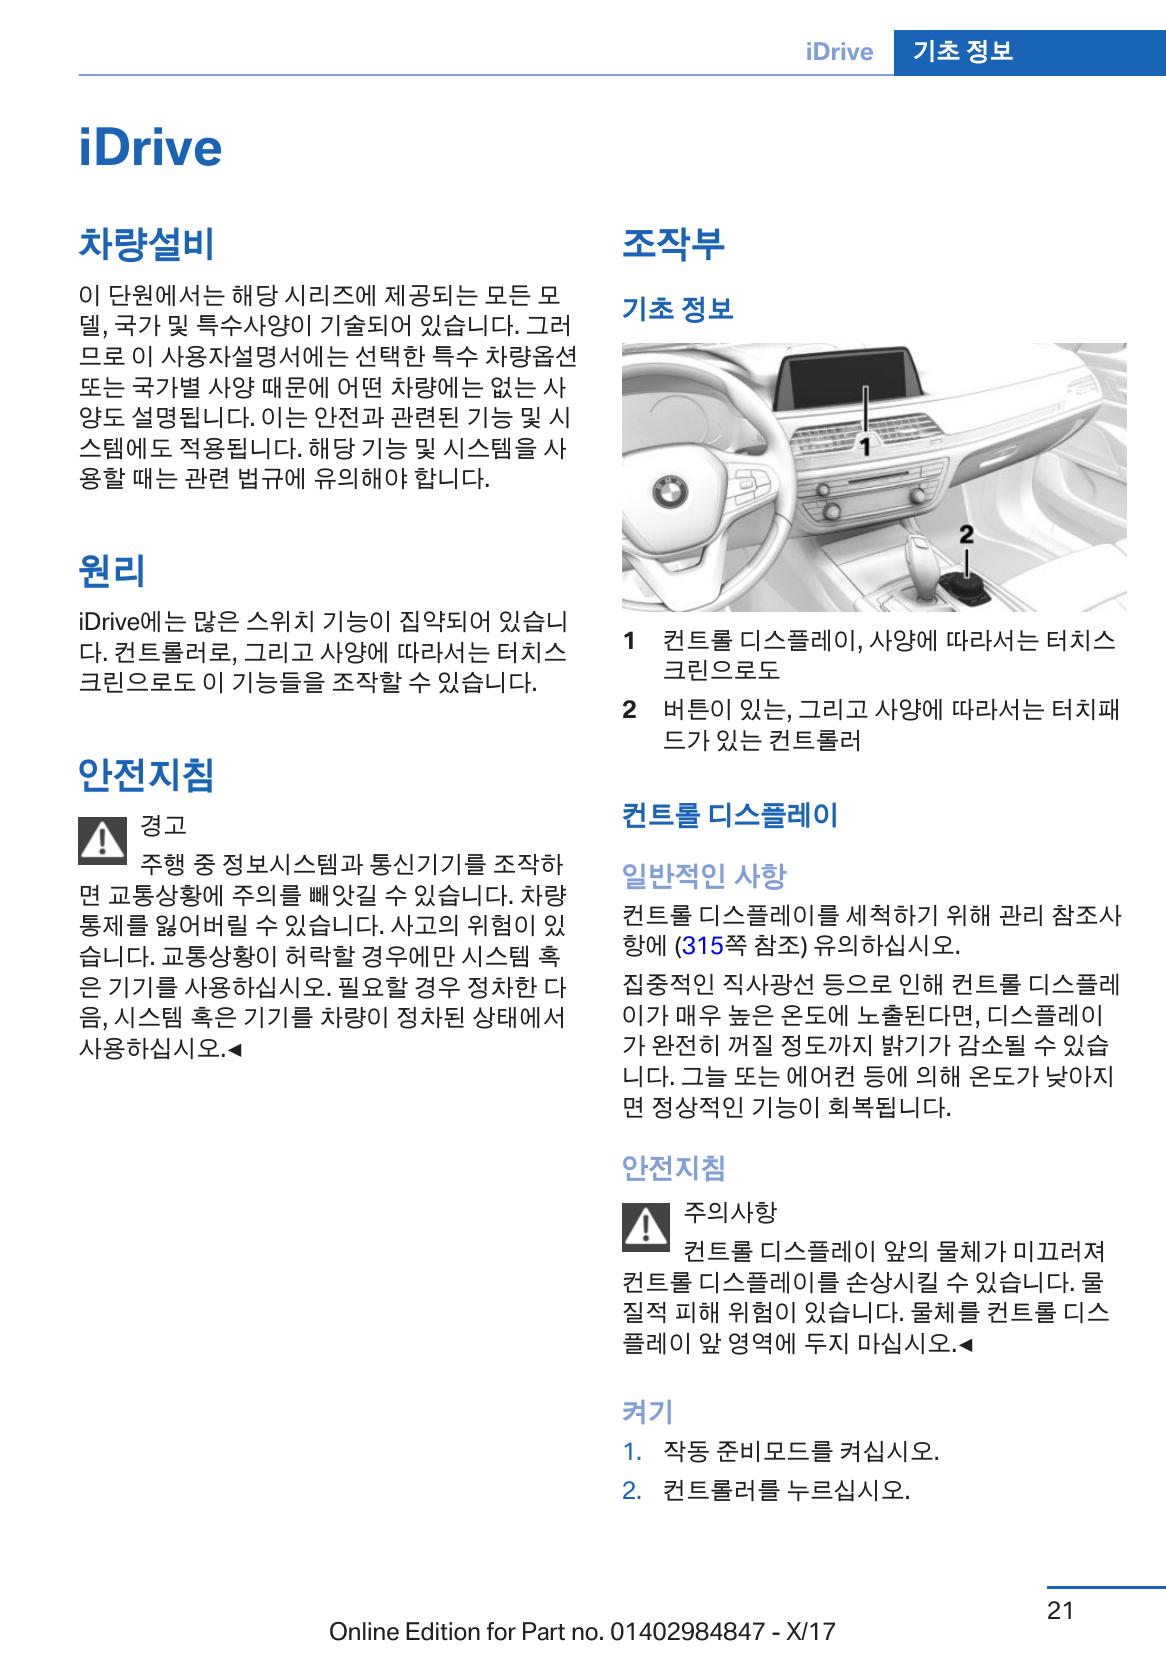 iDrive 기초 정보
iDrive
차량설비
이 단원에서는 해당 시리즈에 제공되는 모든 모
델, 국가 및 특수사양이 기술되어 있습니다. 그러
므로 이 사용자설명서에는 선택한 특수 차량옵션
또는 국가별 사양 때문에 어떤 차량에는 없는 사
양도 설명됩니다. 이는 안전과 관련된 기능 및 시
스템에도 적용됩니다. 해당 기능 및 시스템을 사
용할 때는 관련 법규에 유의해야 합니다.
원리
iDrive에는 많은 스위치 기능이 집약되어 있습니
다. 컨트롤러로, 그리고 사양에 따라서는 터치스
크린으로도 이 기능들을 조작할 수 있습니다.
안전지침
경고
주행 중 정보시스템과 통신기기를 조작하
면 교통상황에 주의를 빼앗길 수 있습니다. 차량
통제를 잃어버릴 수 있습니다. 사고의 위험이 있
습니다. 교통상황이 허락할 경우에만 시스템 혹
은 기기를 사용하십시오. 필요할 경우 정차한 다
음, 시스템 혹은 기기를 차량이 정차된 상태에서
사용하십시오.◄
조작부
기초 정보
1
2
1 컨트롤 디스플레이, 사양에 따라서는 터치스
크린으로도
2 버튼이 있는, 그리고 사양에 따라서는 터치패
드가 있는 컨트롤러
컨트롤 디스플레이
일반적인 사항
컨트롤 디스플레이를 세척하기 위해 관리 참조사
항에 (315쪽 참조) 유의하십시오.
집중적인 직사광선 등으로 인해 컨트롤 디스플레
이가 매우 높은 온도에 노출된다면, 디스플레이
가 완전히 꺼질 정도까지 밝기가 감소될 수 있습
니다. 그늘 또는 에어컨 등에 의해 온도가 낮아지
면 정상적인 기능이 회복됩니다.
안전지침
주의사항
컨트롤 디스플레이 앞의 물체가 미끄러져
컨트롤 디스플레이를 손상시킬 수 있습니다. 물
질적 피해 위험이 있습니다. 물체를 컨트롤 디스
플레이 앞 영역에 두지 마십시오.◄
켜기
1. 작동 준비모드를 켜십시오.
2. 컨트롤러를 누르십시오.
21
Online Edition for Part no. 01402984847 - X/17